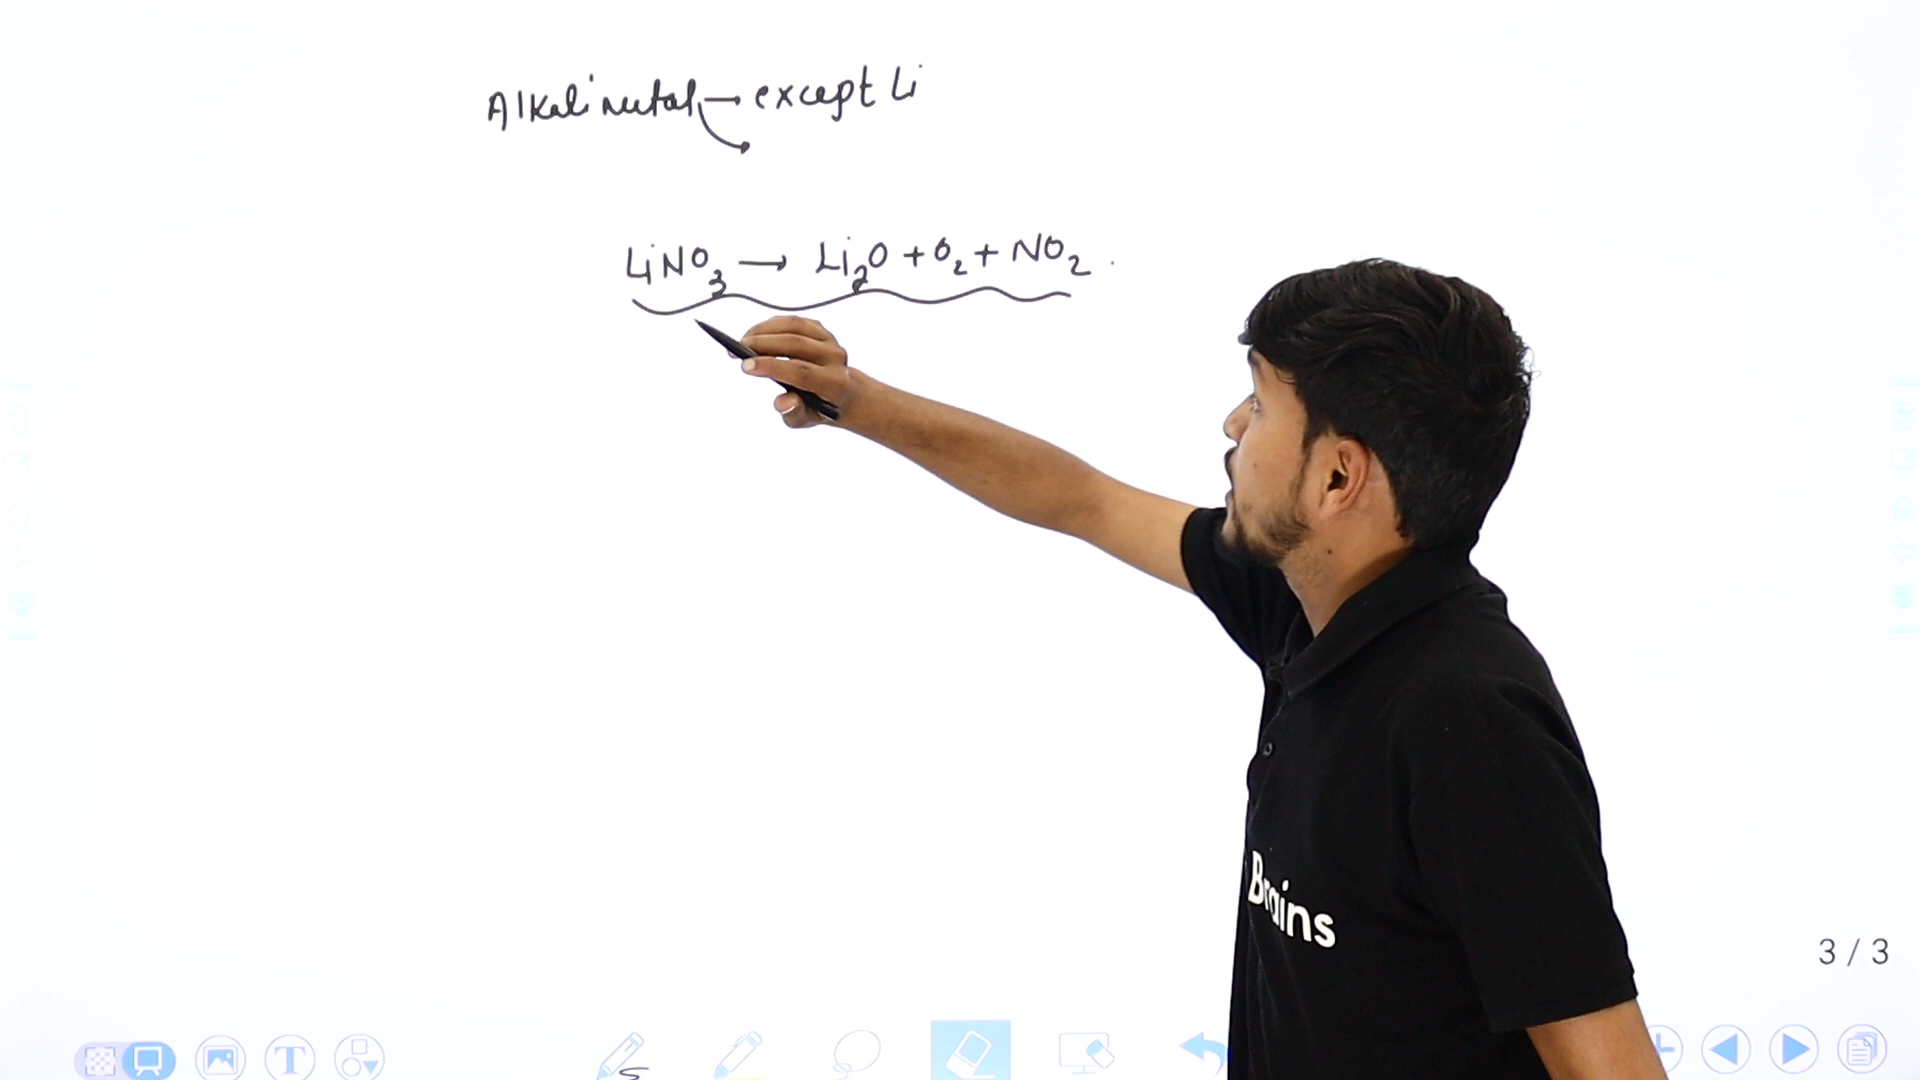 Alkali metal → except Li
LiNO3 → Li2O + O2 + NO2
Brains
3 / 3
T